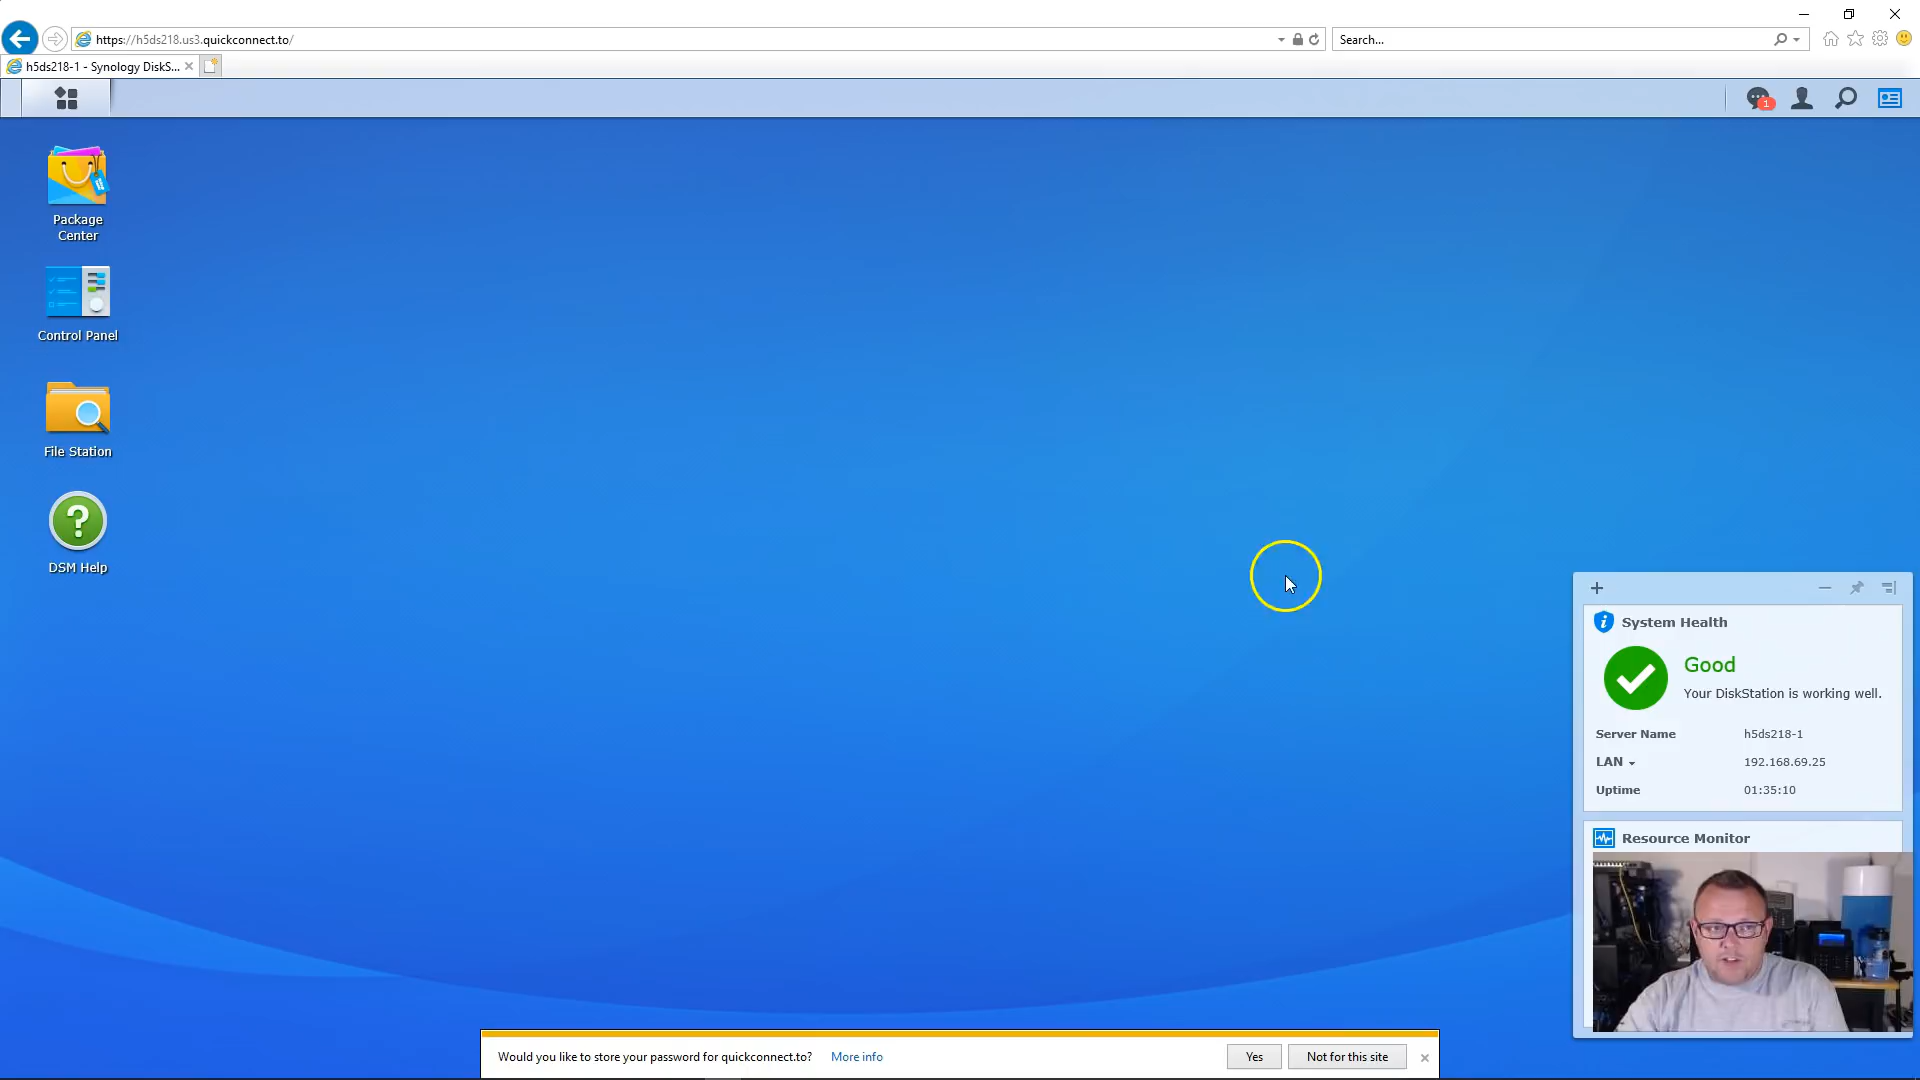 https://h5ds218.us3.quickconnect.to/
Search...
h5ds218-1 - Synology DiskS...
1
Package
Center
Control Panel
File Station
DSM Help
System Health
Good
Your DiskStation is working well.
Server Name h5ds218-1
LAN 192.168.69.25
Uptime 01:35:10
Resource Monitor
Would you like to store your password for quickconnect.to? More info Yes Not for this site